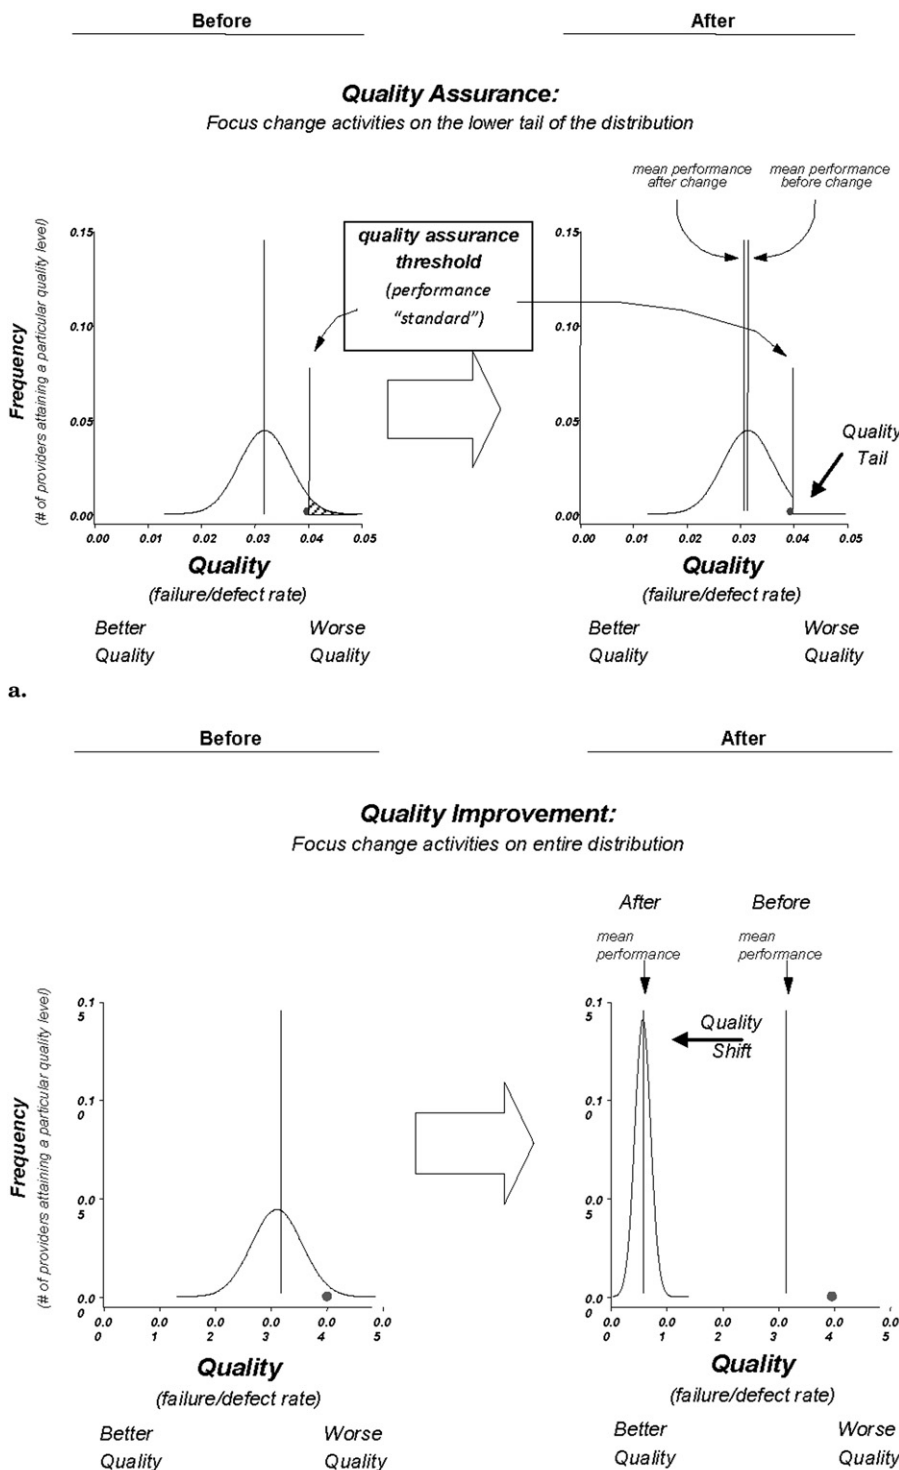 Before
After
Quality Assurance:
Focus change activities on the lower tail of the distribution
mean performance
after change
mean performance
before change
quality assurance
threshold
(performance
“standard”)
Frequency
(# of providers attaining a particular quality level)
0.15
0.10
0.05
0.00
0.00 0.01 0.02 0.03 0.04 0.05
Quality
(failure/defect rate)
Better
Quality
Worse
Quality
0.15
0.10
0.05
0.00
Quality
Tail
0.00 0.01 0.02 0.03 0.04 0.05
Quality
(failure/defect rate)
Better
Quality
Worse
Quality
a.
Before
After
Quality Improvement:
Focus change activities on entire distribution
After
Before
mean
performance
mean
performance
Frequency
(# of providers attaining a particular quality level)
0.1
5
0.1
0
0.0
5
0.0
0
0.0 0.0 0.0 0.0 0.0 0.0
0 1 2 3 4 5
Quality
(failure/defect rate)
Better
Quality
Worse
Quality
0.1
5
Quality
Shift
0.1
0
0.0
5
0.0
0
0.0 0.0 0.0 0.0 0.0 0.0
0 1 2 3 4 5
Quality
(failure/defect rate)
Better
Quality
Worse
Quality